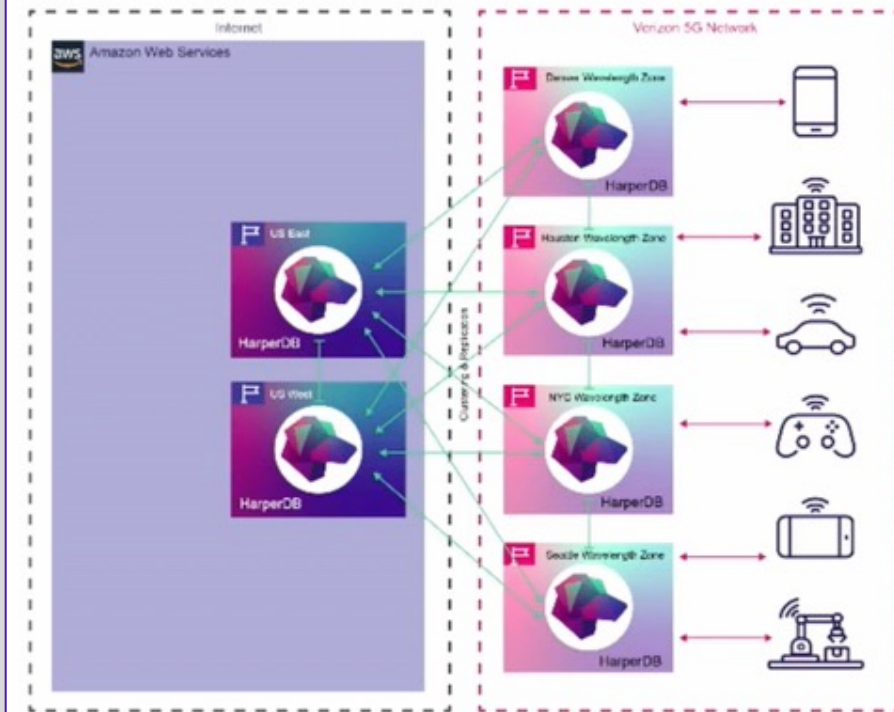 Internet
Verizon 5G Network
aws
Amazon Web Services
Denver Wavelength Zone
HarperDB
US East
HarperDB
Houston Wavelength Zone
HarperDB
Clustering & Replication
US West
HarperDB
NYC Wavelength Zone
HarperDB
Seattle Wavelength Zone
HarperDB